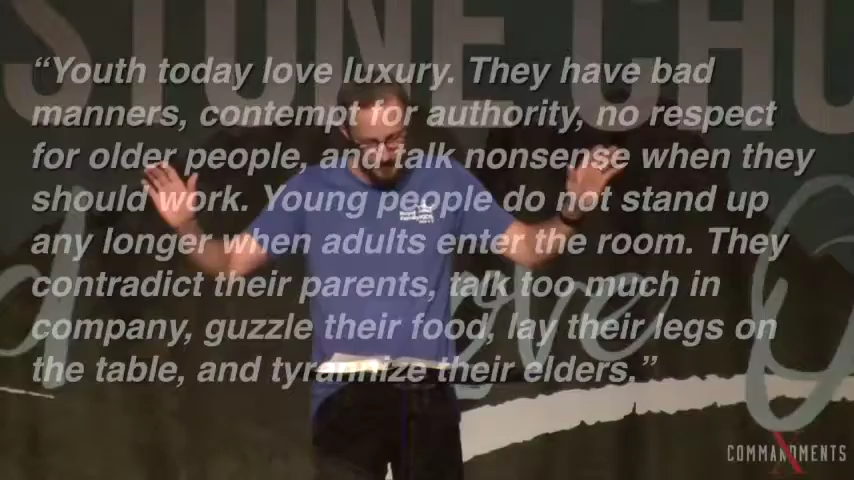 STONE CHU
“Youth today love luxury. They have bad
manners, contempt for authority, no respect
for older people, and talk nonsense when they
should work. Young people do not stand up
any longer when adults enter the room. They
contradict their parents, talk too much in
company, guzzle their food, lay their legs on
the table, and tyrannize their elders.”
COMMANDMENTS
X